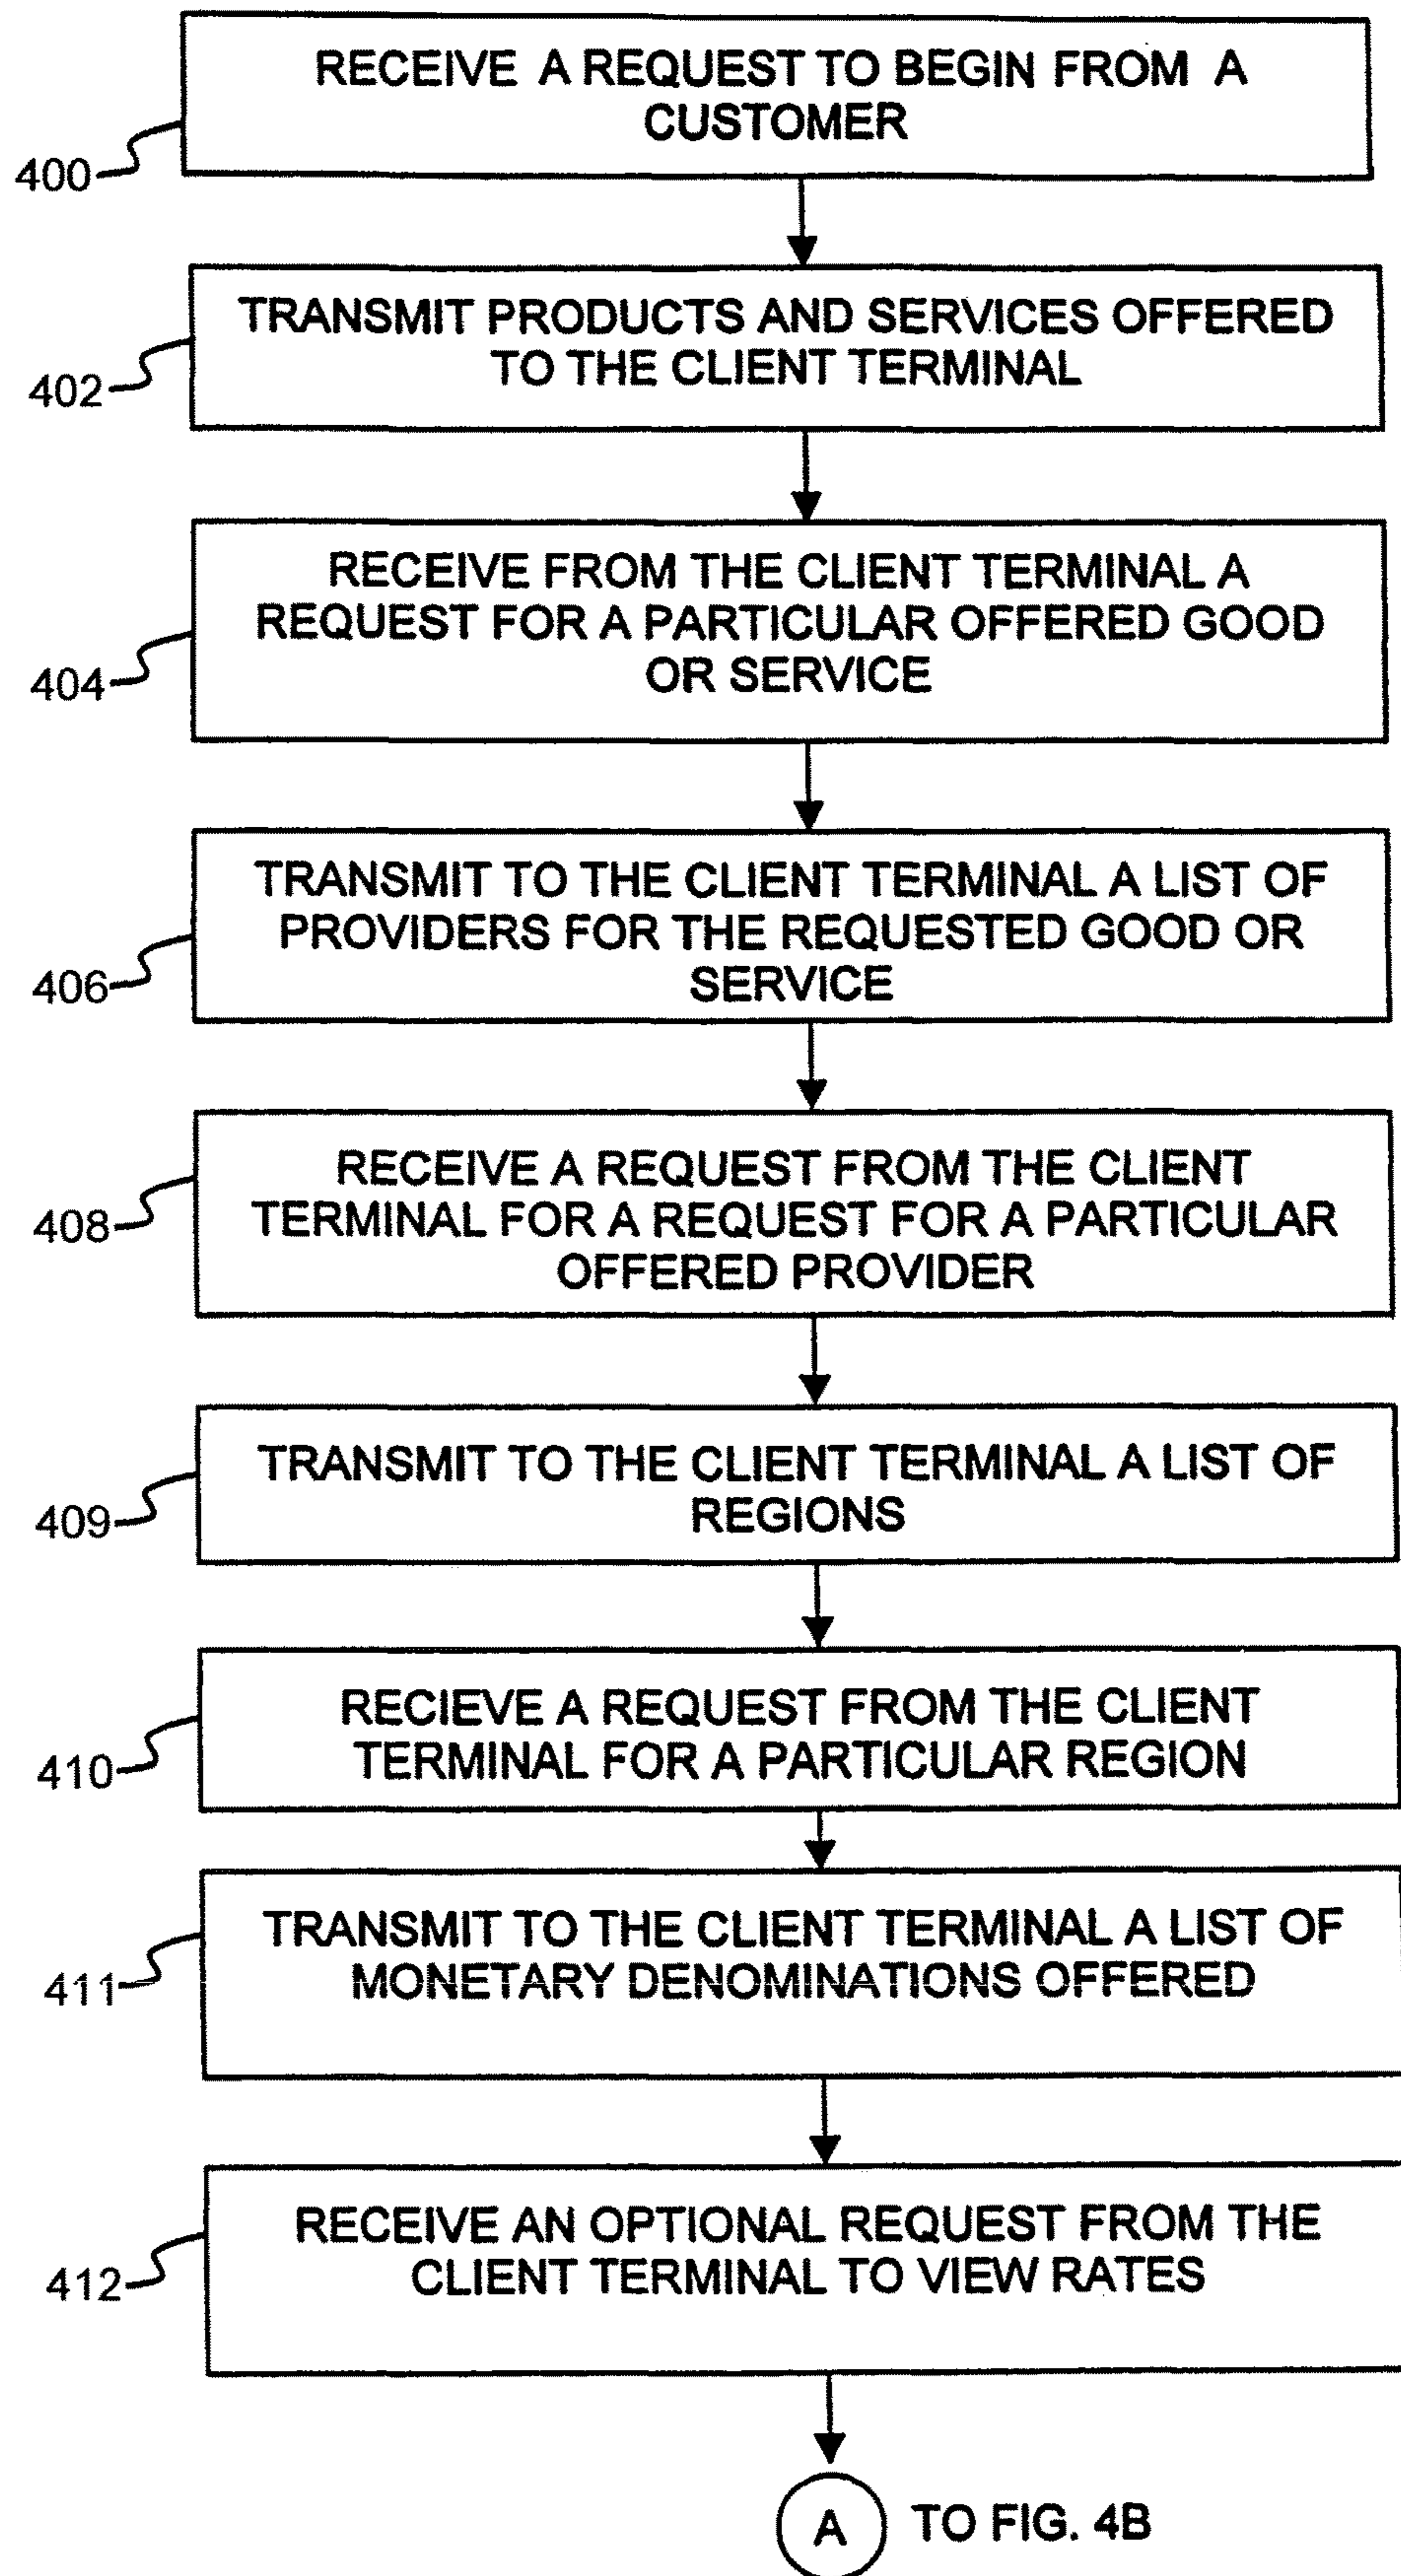 RECEIVE A REQUEST TO BEGIN FROM A
CUSTOMER
400
TRANSMIT PRODUCTS AND SERVICES OFFERED
TO THE CLIENT TERMINAL
402
RECEIVE FROM THE CLIENT TERMINAL A
REQUEST FOR A PARTICULAR OFFERED GOOD
OR SERVICE
404
TRANSMIT TO THE CLIENT TERMINAL A LIST OF
PROVIDERS FOR THE REQUESTED GOOD OR
SERVICE
406
RECEIVE A REQUEST FROM THE CLIENT
TERMINAL FOR A REQUEST FOR A PARTICULAR
OFFERED PROVIDER
408
TRANSMIT TO THE CLIENT TERMINAL A LIST OF
REGIONS
409
RECIEVE A REQUEST FROM THE CLIENT
TERMINAL FOR A PARTICULAR REGION
410
TRANSMIT TO THE CLIENT TERMINAL A LIST OF
MONETARY DENOMINATIONS OFFERED
411
RECEIVE AN OPTIONAL REQUEST FROM THE
CLIENT TERMINAL TO VIEW RATES
412
A TO FIG. 4B